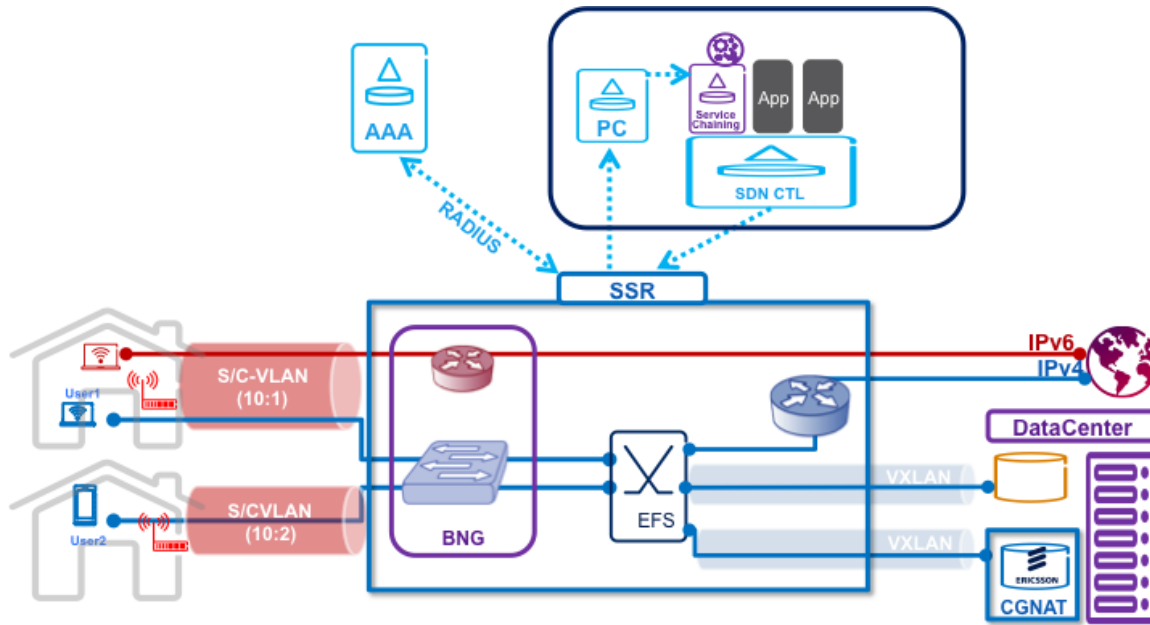 AAA
PC
Service
Chaining
App
App
SDN CTL
RADIUS
SSR
IPv6
IPv4
S/C-VLAN
(10:1)
User1
DataCenter
VXLAN
S/CVLAN
(10:2)
User2
BNG
EFS
VXLAN
ERICSSON
CGNAT